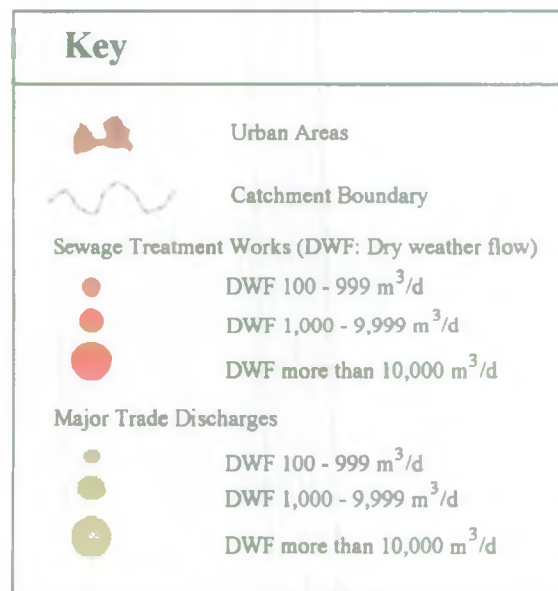 Key
Urban Areas
Catchment Boundary
Sewage Treatment Works (DWF: Dry weather flow)
DWF 100 - 999 m³/d
DWF 1,000 - 9,999 m³/d
DWF more than 10,000 m³/d
Major Trade Discharges
DWF 100 - 999 m³/d
DWF 1,000 - 9,999 m³/d
DWF more than 10,000 m³/d